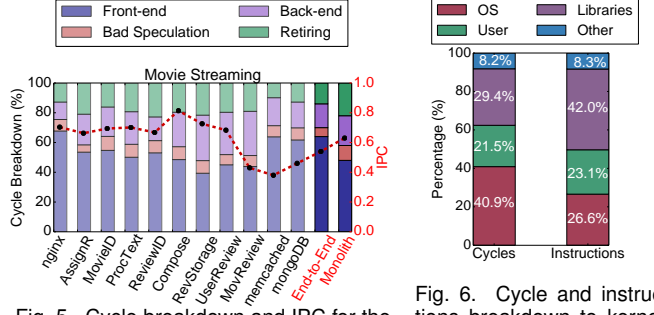 Front-end
Back-end
Bad Speculation
Retiring
Movie Streaming
Cycle Breakdown (%)
100
80
60
40
20
0
1.0
0.8
0.6
0.4
0.2
0.0
IPC
nginx
AssignR
MovieID
ProcText
ReviewID
Compose
RevStorage
UserReview
MovReview
memcached
mongoDB
End-to-End
Monolith
Fig. 5. Cycle breakdown and IPC for the
OS
Libraries
User
Other
Percentage (%)
100
80
60
40
20
0
8.2%
29.4%
21.5%
40.9%
8.3%
42.0%
23.1%
26.6%
Cycles
Instructions
Fig. 6. Cycle and instruc-